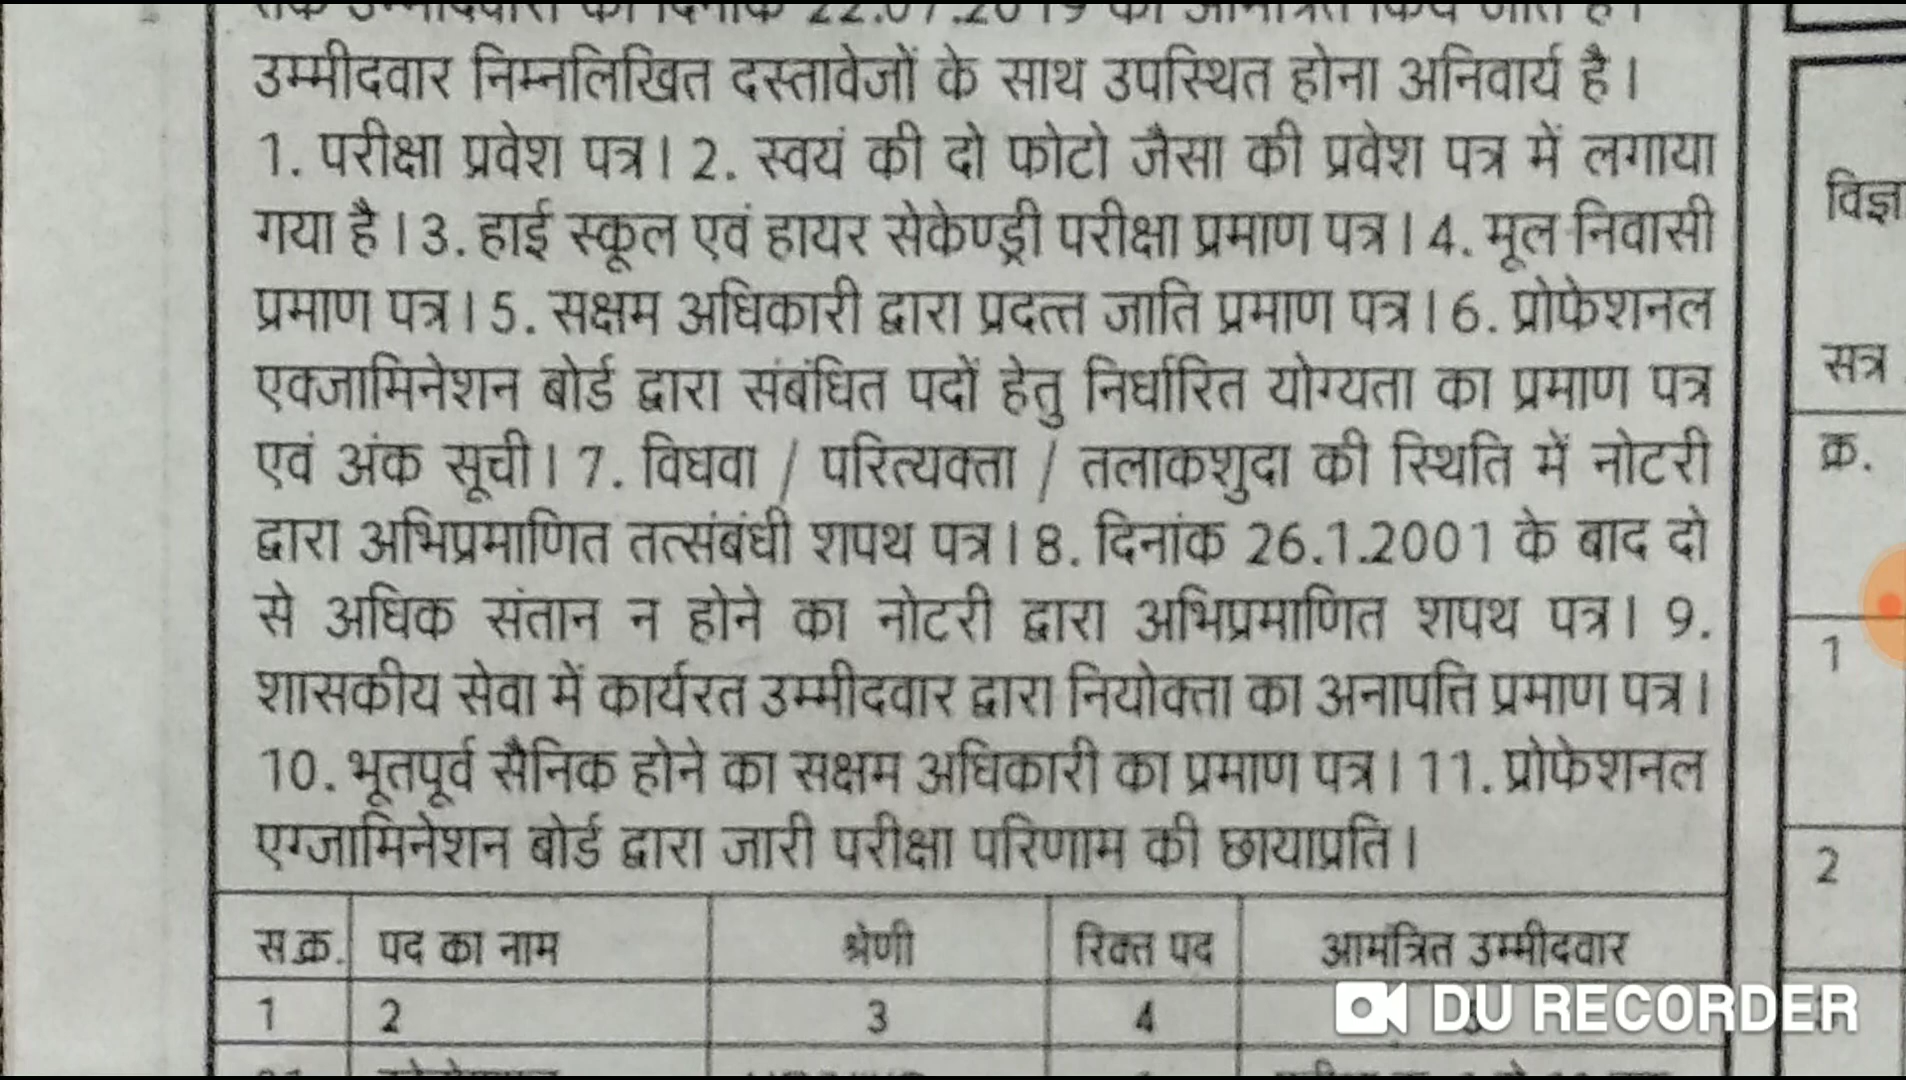 22.07.2019
उम्मीदवार निम्नलिखित दस्तावेजों के साथ उपस्थित होना अनिवार्य है।
1. परीक्षा प्रवेश पत्र। 2. स्वयं की दो फोटो जैसा की प्रवेश पत्र में लगाया
गया है। 3. हाई स्कूल एवं हायर सेकेण्ड्री परीक्षा प्रमाण पत्र। 4. मूल निवासी
प्रमाण पत्र। 5. सक्षम अधिकारी द्वारा प्रदत्त जाति प्रमाण पत्र। 6. प्रोफेशनल
एक्जामिनेशन बोर्ड द्वारा संबंधित पदों हेतु निर्धारित योग्यता का प्रमाण पत्र
एवं अंक सूची। 7. विधवा / परित्यक्ता / तलाकशुदा की स्थिति में नोटरी
द्वारा अभिप्रमाणित तत्संबंधी शपथ पत्र। 8. दिनांक 26.1.2001 के बाद दो
से अधिक संतान न होने का नोटरी द्वारा अभिप्रमाणित शपथ पत्र। 9.
शासकीय सेवा में कार्यरत उम्मीदवार द्वारा नियोक्ता का अनापत्ति प्रमाण पत्र।
10. भूतपूर्व सैनिक होने का सक्षम अधिकारी का प्रमाण पत्र। 11. प्रोफेशनल
एग्जामिनेशन बोर्ड द्वारा जारी परीक्षा परिणाम की छायाप्रति।
स.क्र. पद का नाम श्रेणी रिक्त पद आमंत्रित उम्मीदवार
1 2 3 4
सत्र
क्र.
1
2
DU RECORDER